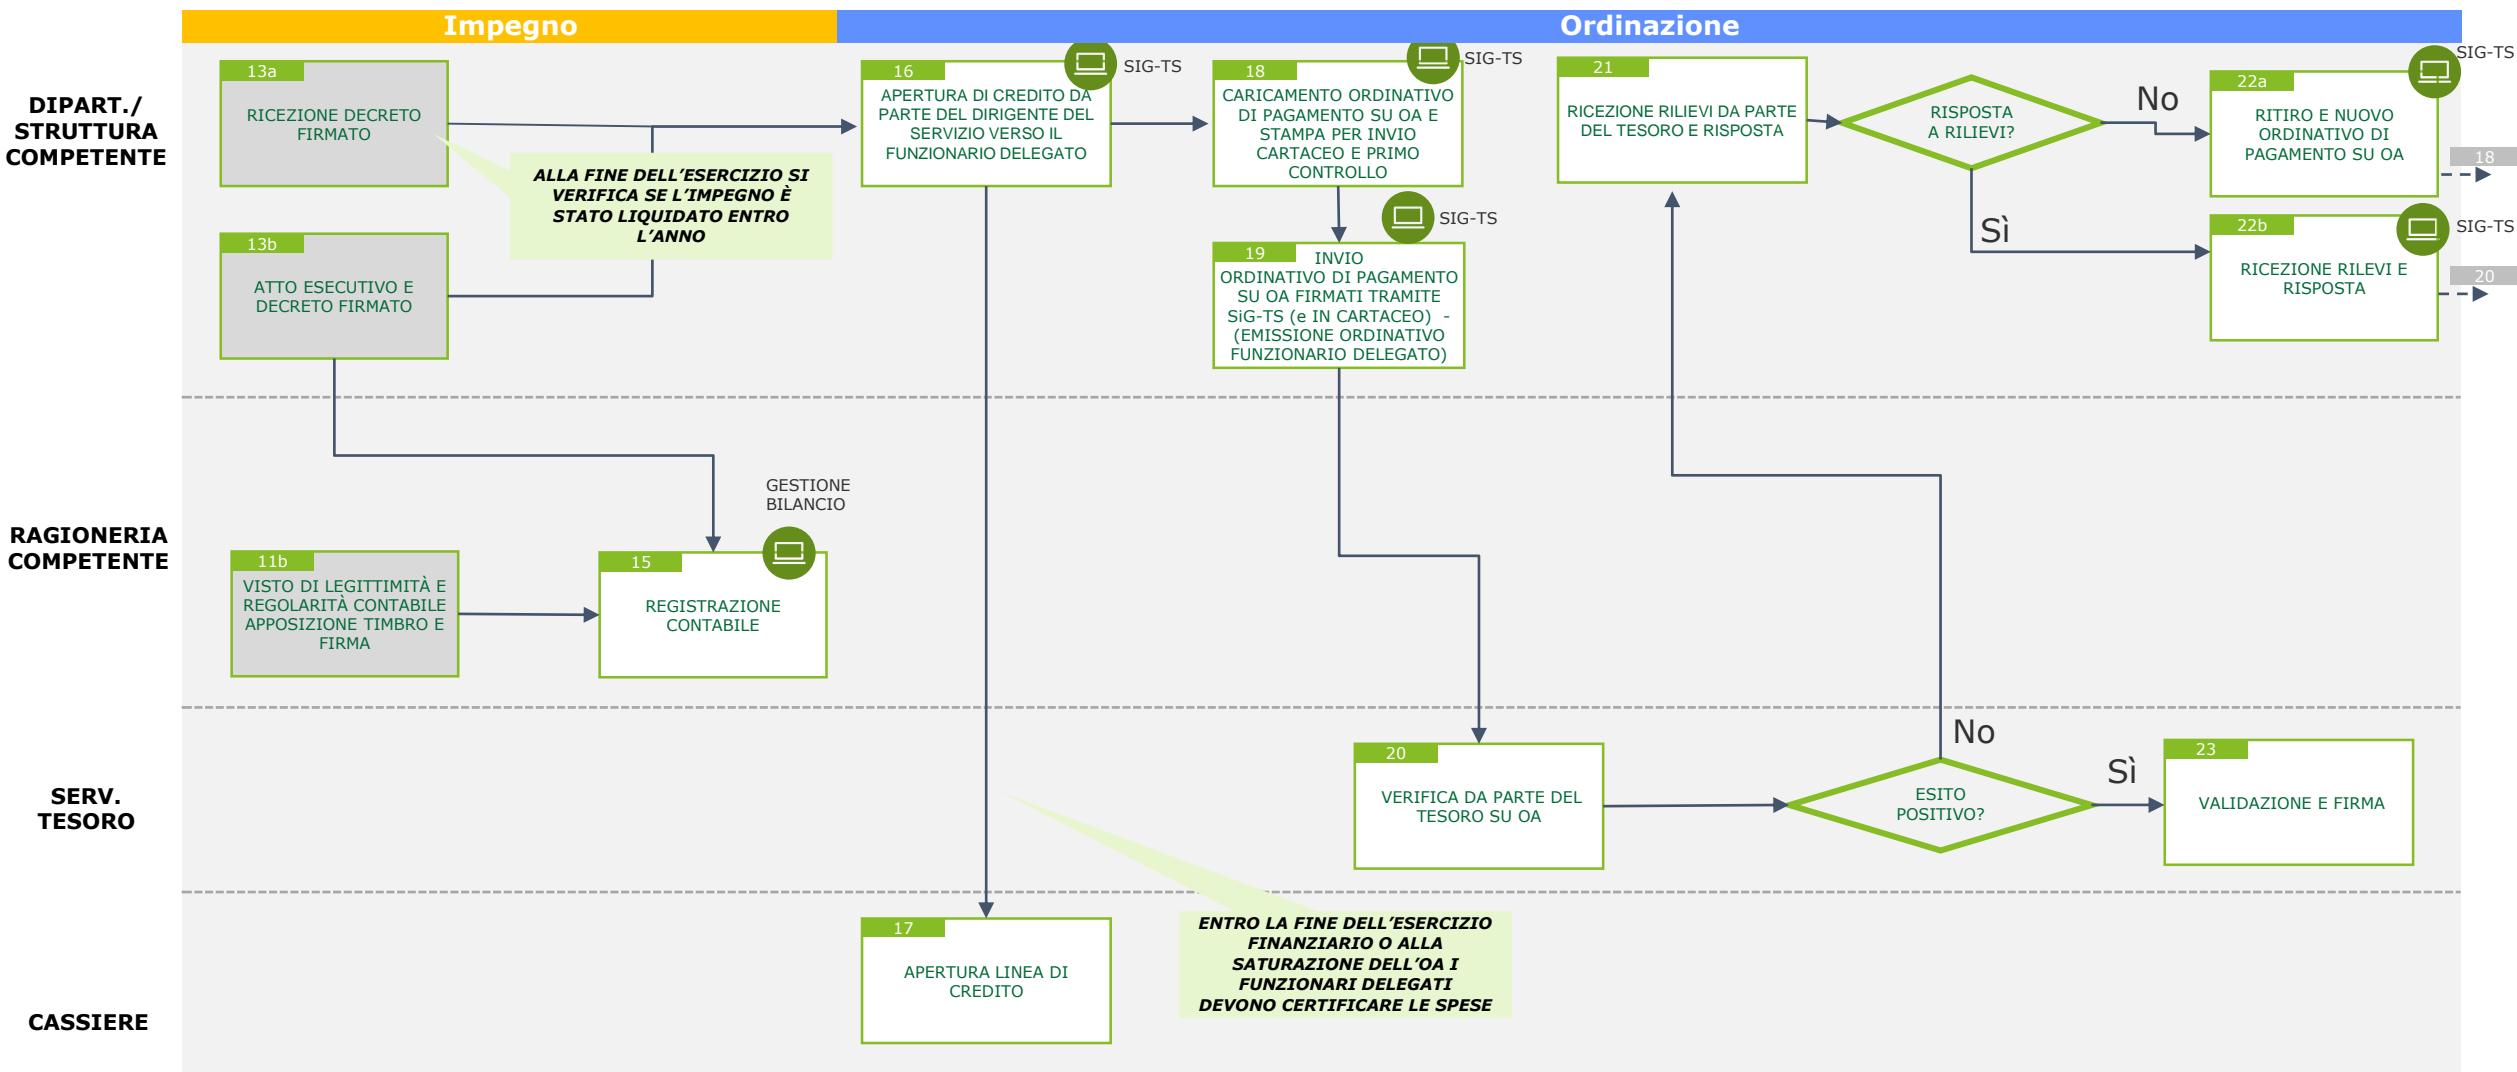 Impegno
Ordinazione
DIPART./
STRUTTURA
COMPETENTE
13a
RICEZIONE DECRETO
FIRMATO
ALLA FINE DELL'ESERCIZIO SI
VERIFICA SE L'IMPEGNO È
STATO LIQUIDATO ENTRO
L'ANNO
13b
ATTO ESECUTIVO E
DECRETO FIRMATO
16
SIG-TS
APERTURA DI CREDITO DA
PARTE DEL DIRIGENTE DEL
SERVIZIO VERSO IL
FUNZIONARIO DELEGATO
18
SIG-TS
CARICAMENTO ORDINATIVO
DI PAGAMENTO SU OA E
STAMPA PER INVIO
CARTACEO E PRIMO
CONTROLLO
SIG-TS
19
INVIO
ORDINATIVO DI PAGAMENTO
SU OA FIRMATI TRAMITE
SiG-TS (e IN CARTACEO)  -
(EMISSIONE ORDINATIVO
FUNZIONARIO DELEGATO)
21
RICEZIONE RILIEVI DA PARTE
DEL TESORO E RISPOSTA
RISPOSTA
A RILIEVI?
No
Sì
22a
SIG-TS
RITIRO E NUOVO
ORDINATIVO DI
PAGAMENTO SU OA
18
22b
SIG-TS
RICEZIONE RILEVI E
RISPOSTA
20
RAGIONERIA
COMPETENTE
11b
VISTO DI LEGITTIMITÀ E
REGOLARITÀ CONTABILE
APPOSIZIONE TIMBRO E
FIRMA
GESTIONE
BILANCIO
15
REGISTRAZIONE
CONTABILE
SERV.
TESORO
20
VERIFICA DA PARTE DEL
TESORO SU OA
ESITO
POSITIVO?
No
Sì
23
VALIDAZIONE E FIRMA
CASSIERE
17
APERTURA LINEA DI
CREDITO
ENTRO LA FINE DELL'ESERCIZIO
FINANZIARIO O ALLA
SATURAZIONE DELL'OA I
FUNZIONARI DELEGATI
DEVONO CERTIFICARE LE SPESE